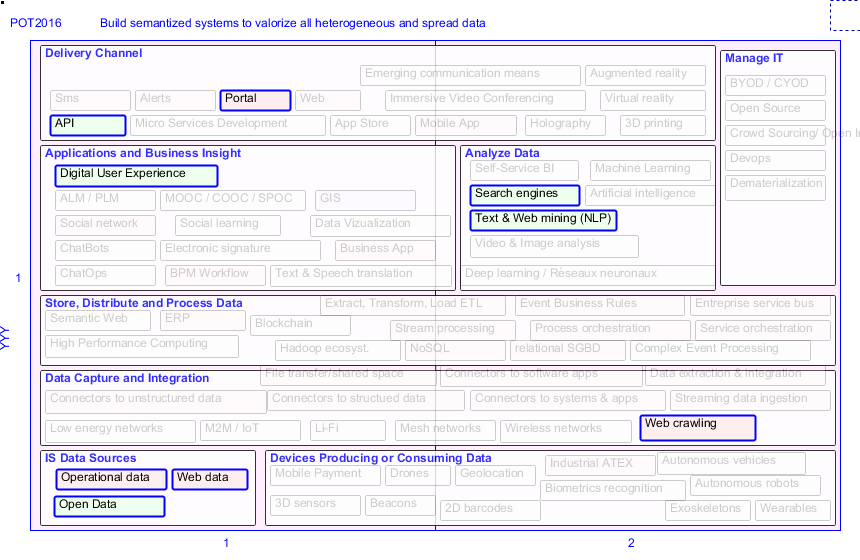 POT2016 Build semantized systems to valorize all heterogeneous and spread data
Delivery Channel
Emerging communication means Augmented reality
Sms Alerts Portal Web Immersive Video Conferencing Virtual reality
API Micro Services Development App Store Mobile App Holography 3D printing
Manage IT
BYOD / CYOD
Open Source
Crowd Sourcing/ Open
Devops
Dematerialization
Applications and Business Insight
Digital User Experience
ALM / PLM MOOC / COOC / SPOC GIS
Social network Social learning Data Vizualization
ChatBots Electronic signature Business App
ChatOps BPM Workflow Text & Speech translation
Analyze Data
Self-Service BI Machine Learning
Search engines Artificial intelligence
Text & Web mining (NLP)
Video & Image analysis
Deep learning / Réseaux neuronaux
1
YYY
Store, Distribute and Process Data Extract, Transform, Load ETL Event Business Rules Entreprise service bus
Semantic Web ERP Blockchain Stream processing Process orchestration Service orchestration
High Performance Computing Hadoop ecosyst. NoSQL relational SGBD Complex Event Processing
Data Capture and Integration File transfer/shared space Connectors to software apps Data extraction & integration
Connectors to unstructured data Connectors to structued data Connectors to systems & apps Streaming data ingestion
Low energy networks M2M / IoT Li-Fi Mesh networks Wireless networks Web crawling
IS Data Sources
Operational data Web data
Open Data
Devices Producing or Consuming Data Industrial ATEX Autonomous vehicles
Mobile Payment Drones Geolocation Biometrics recognition Autonomous robots
3D sensors Beacons 2D barcodes Exoskeletons Wearables
1 2